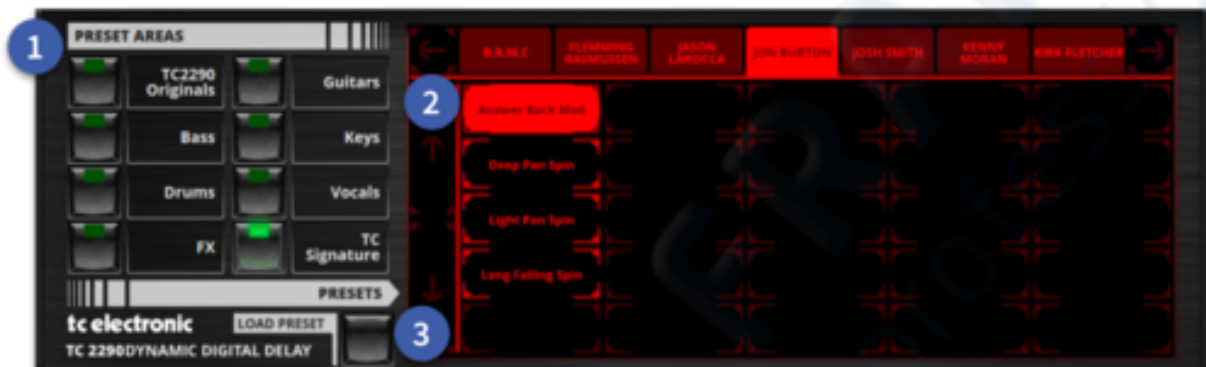 1
PRESET AREAS
TC2290
Originals
Guitars
Bass
Keys
Drums
Vocals
FX
TC
Signature
PRESETS
tc electronic
LOAD PRESET
TC 2290 DYNAMIC DIGITAL DELAY
3
B.R.M.C
FLEMMING
RASMUSSEN
JASON
LAROCCA
JON BURTON
JOSH SMITH
KENNY
MORAN
KIRK FLETCHER
2
Answer Back Mod
Deep Pan Spin
Light Pan Spin
Long Falling Spin